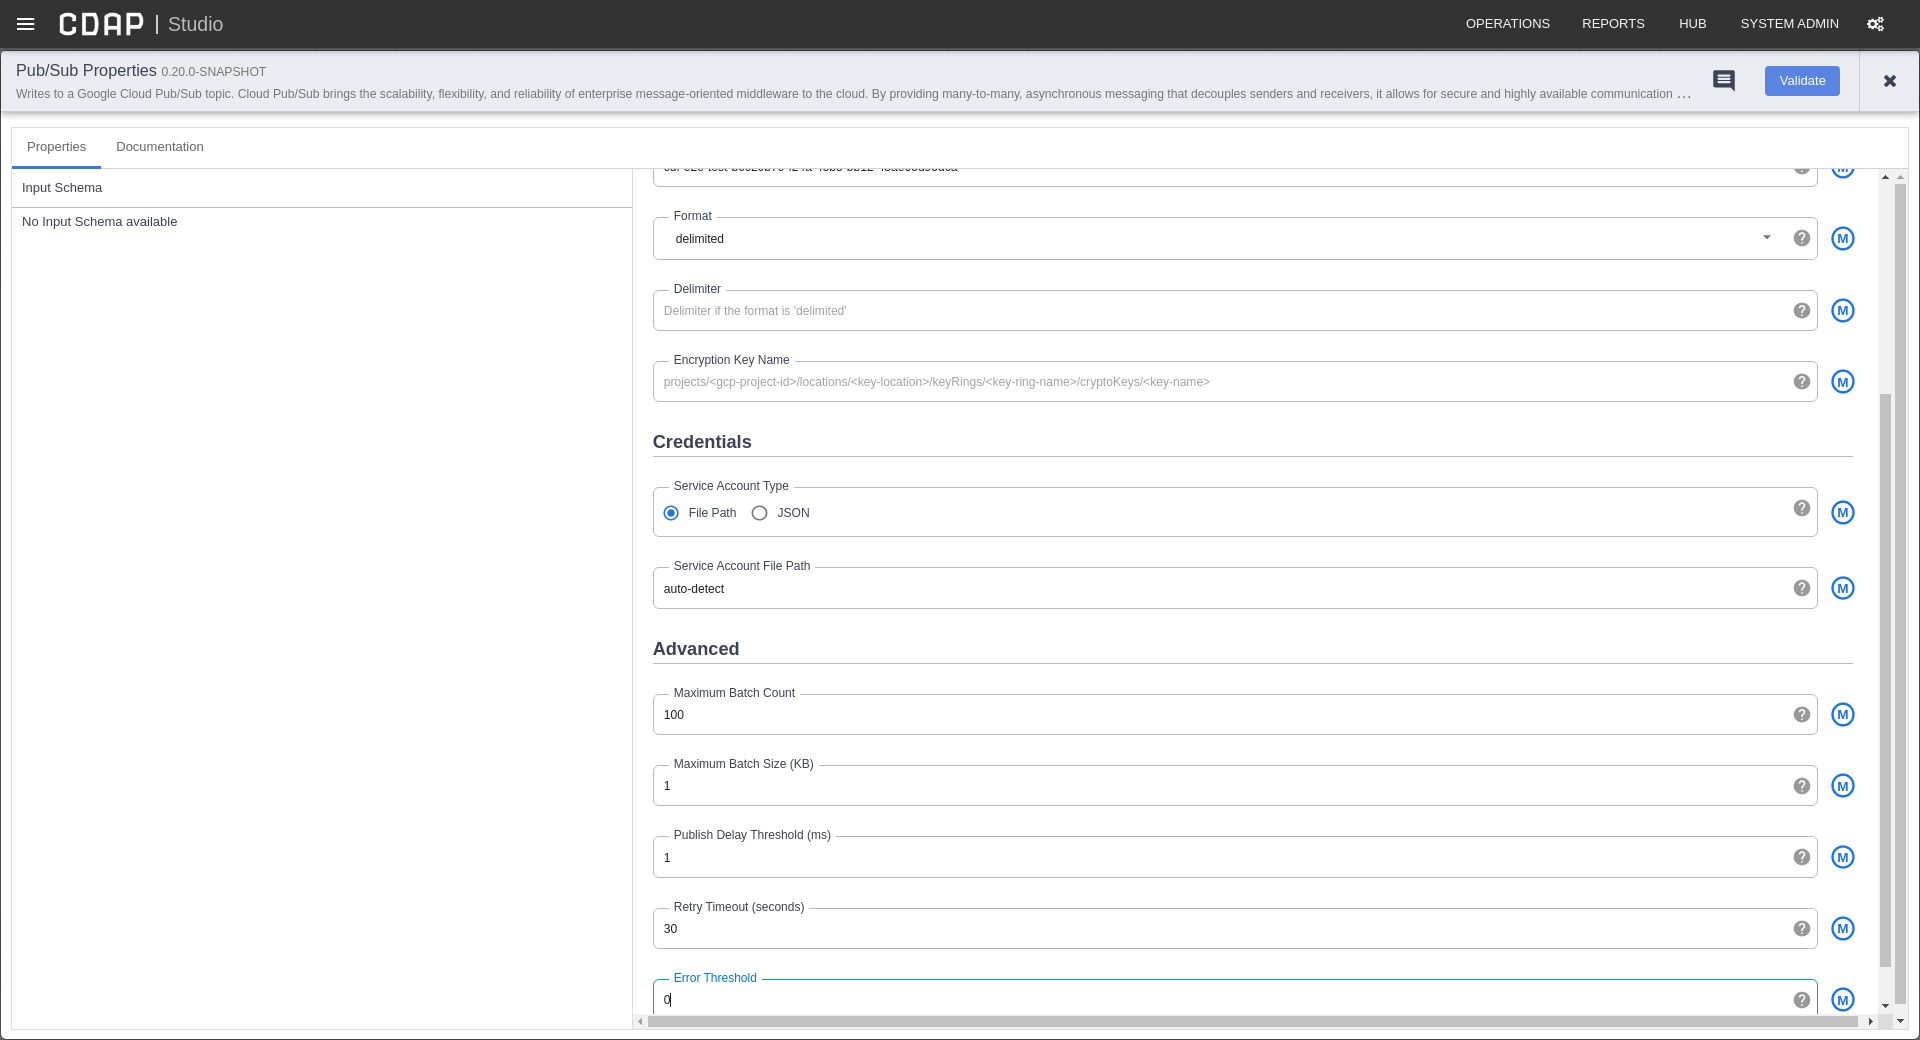 CDAP | Studio
OPERATIONS REPORTS HUB SYSTEM ADMIN
Pub/Sub Properties 0.20.0-SNAPSHOT
Writes to a Google Cloud Pub/Sub topic. Cloud Pub/Sub brings the scalability, flexibility, and reliability of enterprise message-oriented middleware to the cloud. By providing many-to-many, asynchronous messaging that decouples senders and receivers, it allows for secure and highly available communication ...
Validate
Properties Documentation
Input Schema
No Input Schema available
Format
delimited
M
Delimiter
Delimiter if the format is 'delimited'
M
Encryption Key Name
projects/<gcp-project-id>/locations/<key-location>/keyRings/<key-ring-name>/cryptoKeys/<key-name>
M
Credentials
Service Account Type
File Path JSON
M
Service Account File Path
auto-detect
M
Advanced
Maximum Batch Count
100
M
Maximum Batch Size (KB)
1
M
Publish Delay Threshold (ms)
1
M
Retry Timeout (seconds)
30
M
Error Threshold
0
M